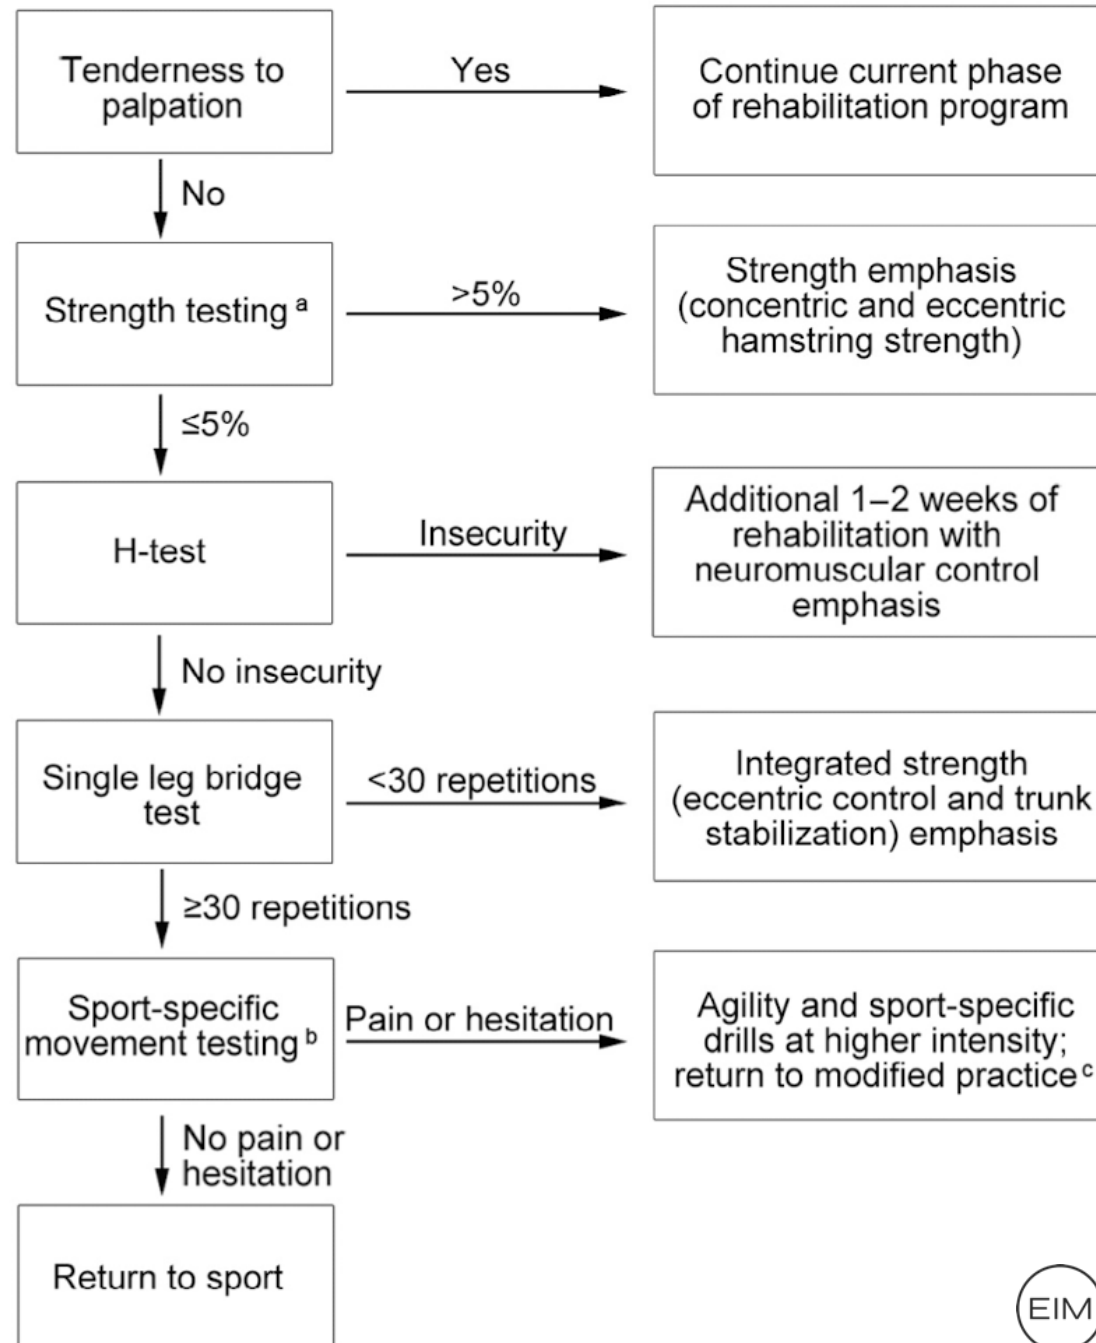 Tenderness to
palpation
Yes
Continue current phase
of rehabilitation program
No
Strength testing a
>5%
Strength emphasis
(concentric and eccentric
hamstring strength)
≤5%
H-test
Insecurity
Additional 1–2 weeks of
rehabilitation with
neuromuscular control
emphasis
No insecurity
Single leg bridge
test
<30 repetitions
Integrated strength
(eccentric control and trunk
stabilization) emphasis
≥30 repetitions
Sport-specific
movement testing b
Pain or hesitation
Agility and sport-specific
drills at higher intensity;
return to modified practice c
No pain or
hesitation
Return to sport
EIM